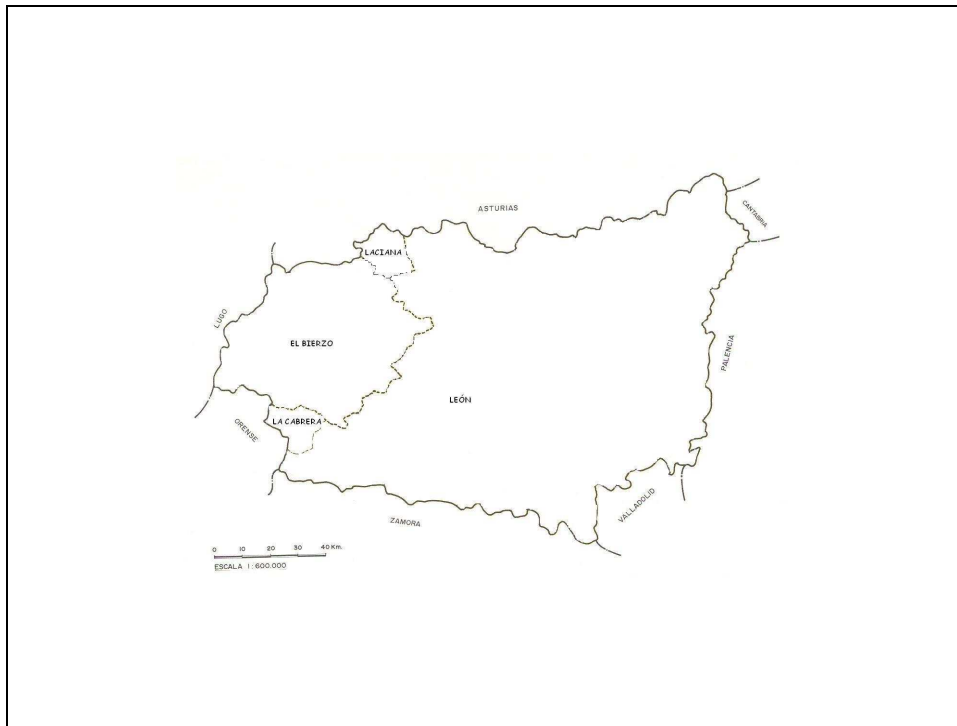 ASTURIAS
CANTABRIA
LACIANA
LUGO
EL BIERZO
PALENCIA
LEÓN
LA CABRERA
ORENSE
VALLADOLID
ZAMORA
0 10 20 30 40 Km.
ESCALA 1:600.000